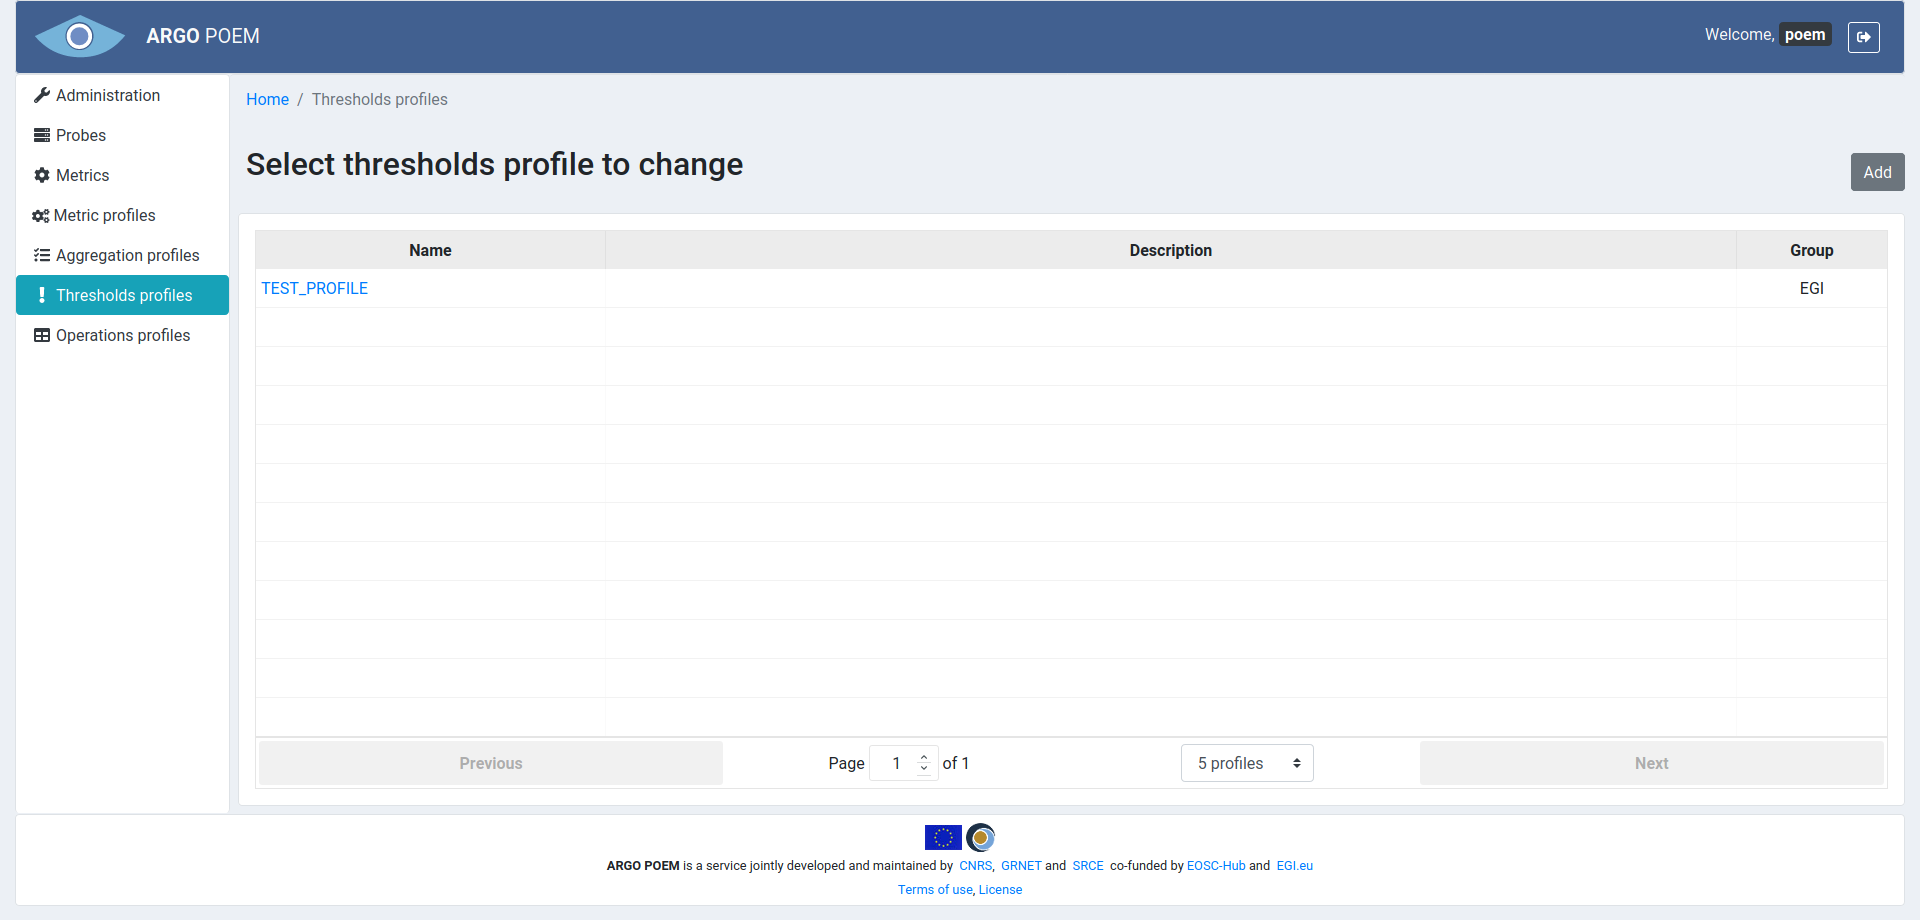 ARGO POEM
Welcome, poem
Administration
Probes
Metrics
Metric profiles
Aggregation profiles
Thresholds profiles
Operations profiles
Home / Thresholds profiles
Select thresholds profile to change
Add
Name Description Group
TEST_PROFILE EGI
Previous Page 1 of 1 5 profiles Next
ARGO POEM is a service jointly developed and maintained by CNRS, GRNET and SRCE co-funded by EOSC-Hub and EGI.eu
Terms of use, License